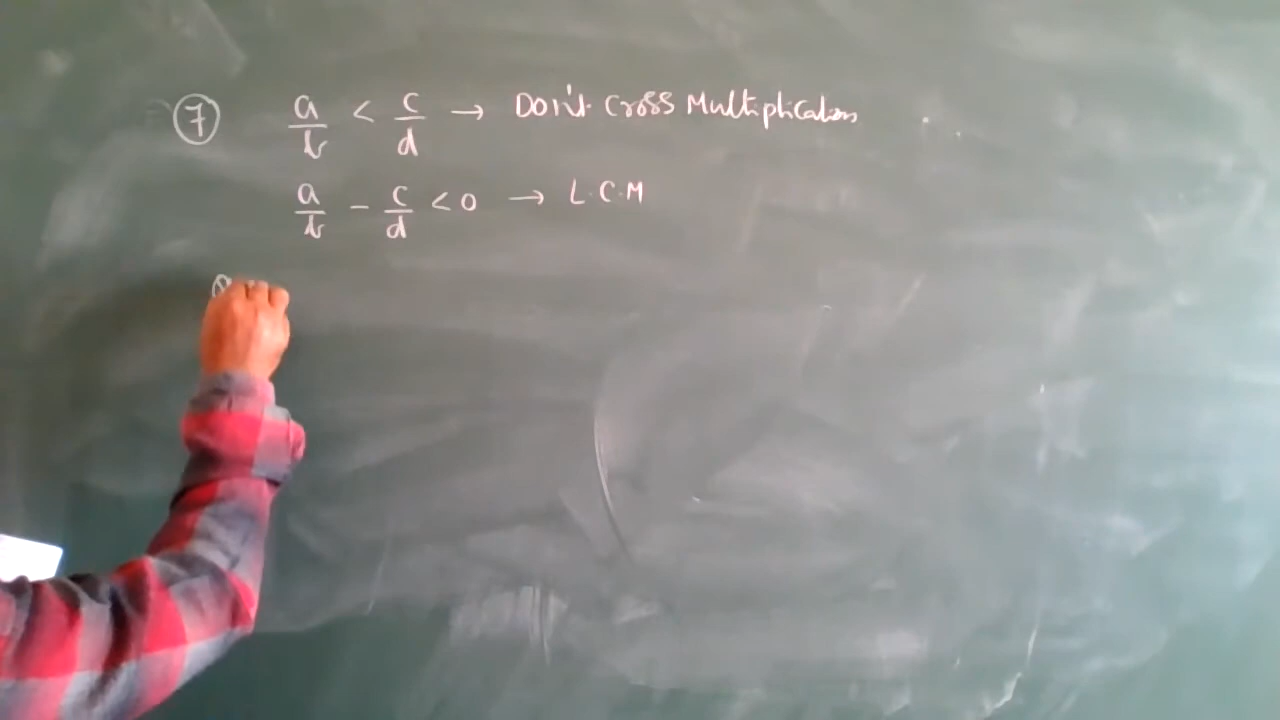 ⑦ a/b < c/d → Don't Cross Multiplication
a/b - c/d < 0 → L.C.M